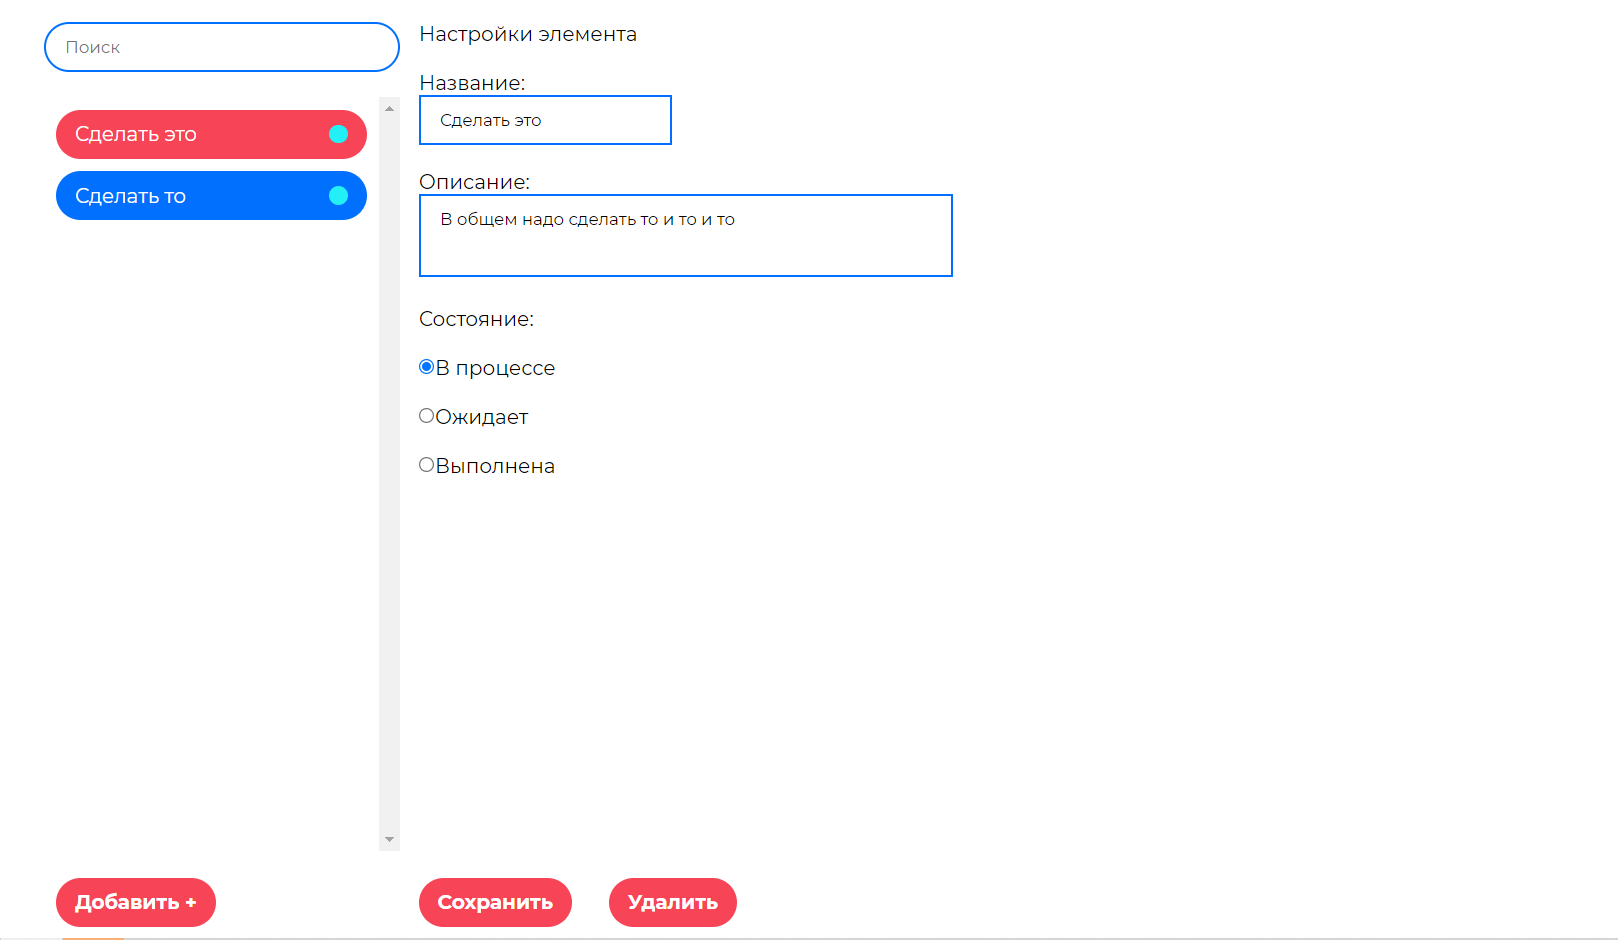 Поиск
Сделать это
Сделать то
Добавить +
Настройки элемента
Название:
Сделать это
Описание:
В общем надо сделать то и то и то
Состояние:
В процессе
Ожидает
Выполнена
Сохранить
Удалить